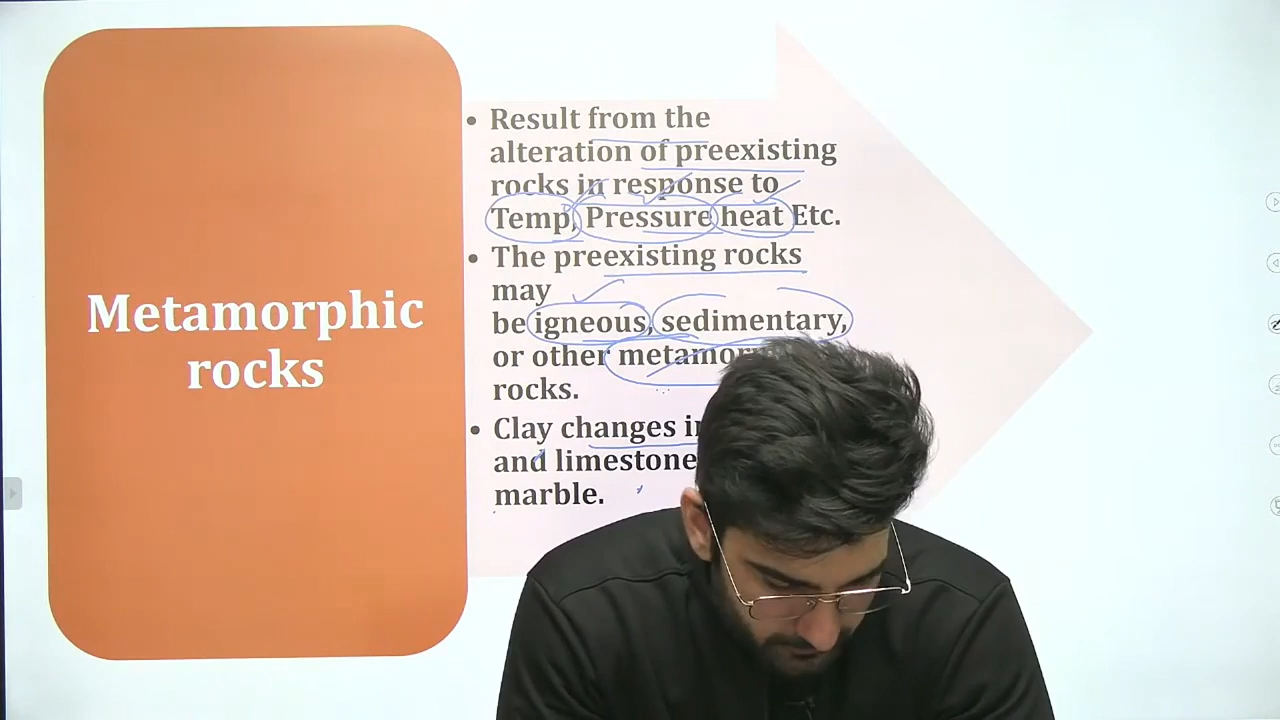 Metamorphic
rocks
• Result from the
alteration of preexisting
rocks in response to
Temp, Pressure heat Etc.
• The preexisting rocks
may
be igneous, sedimentary,
or other
rocks.
• Clay changes
and limestone
marble.